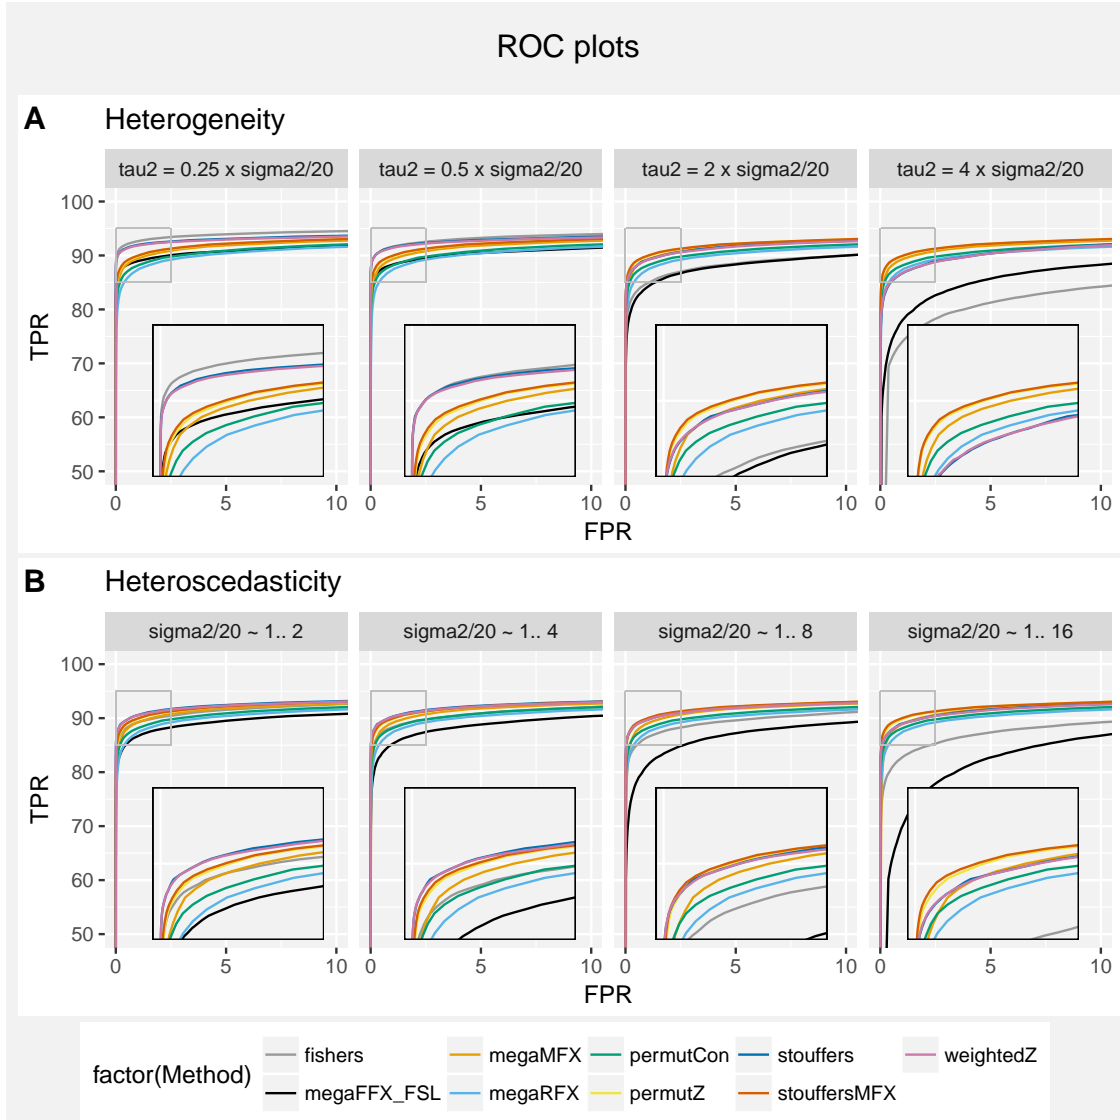 ROC plots
A Heterogeneity
tau2 = 0.25 x sigma2/20 tau2 = 0.5 x sigma2/20 tau2 = 2 x sigma2/20 tau2 = 4 x sigma2/20
100
90
80
70
60
50
TPR
0 5 10 0 5 10 0 5 10 0 5 10
FPR
B Heteroscedasticity
sigma2/20 ~ 1.. 2 sigma2/20 ~ 1.. 4 sigma2/20 ~ 1.. 8 sigma2/20 ~ 1.. 16
100
90
80
70
60
50
TPR
0 5 10 0 5 10 0 5 10 0 5 10
FPR
factor(Method)
fishers megaMFX permutCon stouffers weightedZ
megaFFX_FSL megaRFX permutZ stouffersMFX